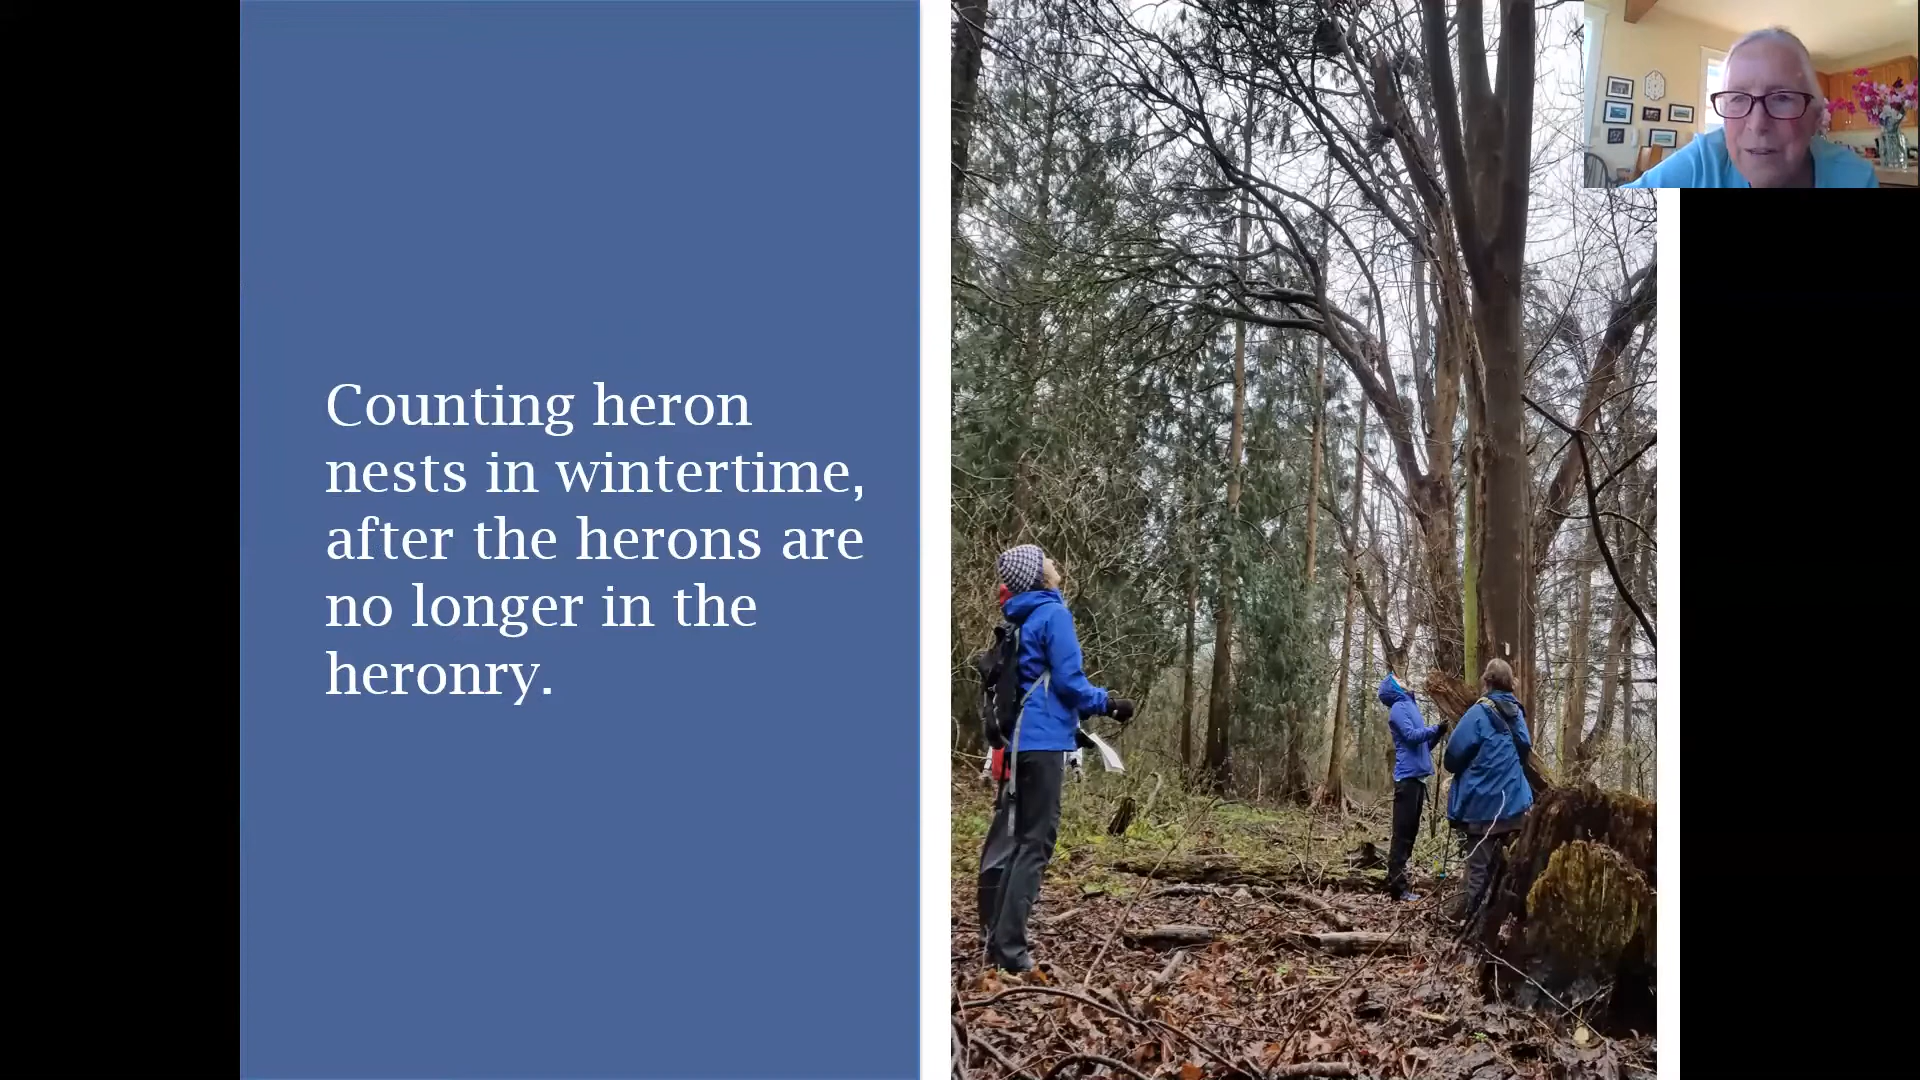 Counting heron
nests in wintertime,
after the herons are
no longer in the
heronry.